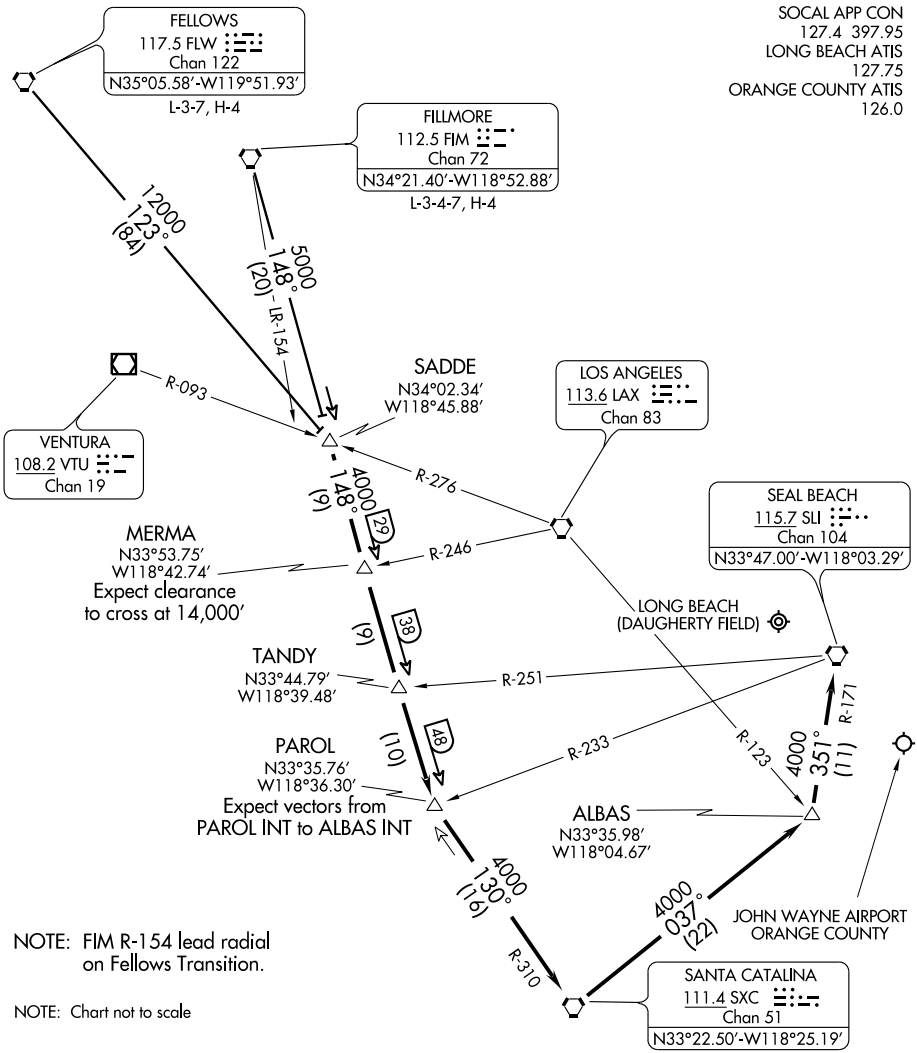 SOCAL APP CON
127.4 397.95
LONG BEACH ATIS
127.75
ORANGE COUNTY ATIS
126.0
FELLOWS
117.5 FLW
Chan 122
N35°05.58'-W119°51.93'
L-3-7, H-4
FILLMORE
112.5 FIM
Chan 72
N34°21.40'-W118°52.88'
L-3-4-7, H-4
12000
123°
(84)
5000
148°
(20)
LR-154
R-093
VENTURA
108.2 VTU
Chan 19
SADDE
N34°02.34'
W118°45.88'
LOS ANGELES
113.6 LAX
Chan 83
R-276
4000
148°
(9)
29
R-246
MERMA
N33°53.75'
W118°42.74'
Expect clearance
to cross at 14,000'
SEAL BEACH
115.7 SLI
Chan 104
N33°47.00'-W118°03.29'
LONG BEACH
(DAUGHERTY FIELD)
(9)
38
TANDY
N33°44.79'
W118°39.48'
R-251
R-171
R-233
R-123
4000
351°
(11)
(10)
48
PAROL
N33°35.76'
W118°36.30'
Expect vectors from
PAROL INT to ALBAS INT
ALBAS
N33°35.98'
W118°04.67'
4000
130°
(16)
R-310
4000
037°
(22)
JOHN WAYNE AIRPORT
ORANGE COUNTY
SANTA CATALINA
111.4 SXC
Chan 51
N33°22.50'-W118°25.19'
NOTE: FIM R-154 lead radial
on Fellows Transition.
NOTE: Chart not to scale